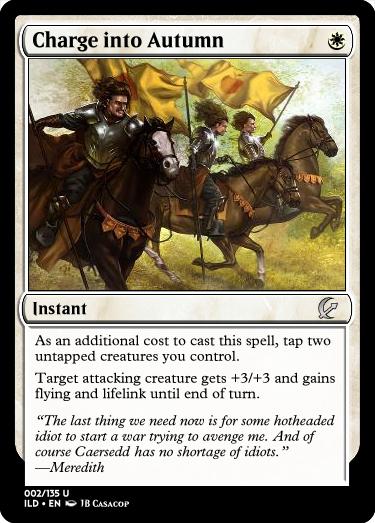 Charge into Autumn
Instant
As an additional cost to cast this spell, tap two
untapped creatures you control.
Target attacking creature gets +3/+3 and gains
flying and lifelink until end of turn.
“The last thing we need now is for some hotheaded
idiot to start a war trying to avenge me. And of
course Caersedd has no shortage of idiots.”
—Meredith
002/135 U
ILD • EN JB Casacop